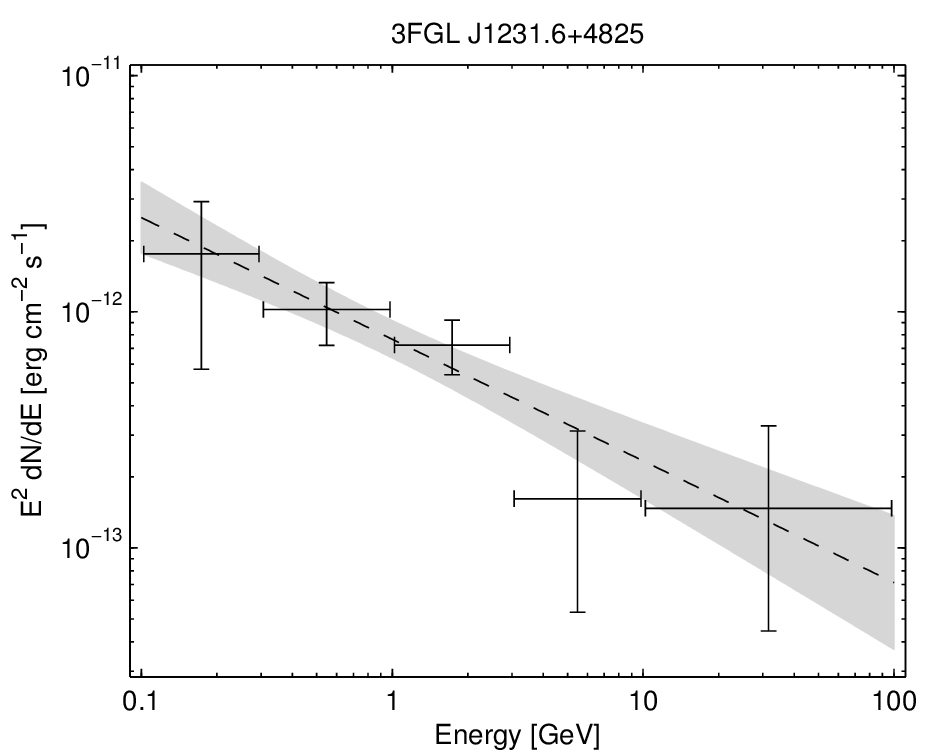 3FGL J1231.6+4825
10⁻¹¹
10⁻¹²
10⁻¹³
E² dN/dE [erg cm⁻² s⁻¹]
0.1 1 10 100
Energy [GeV]